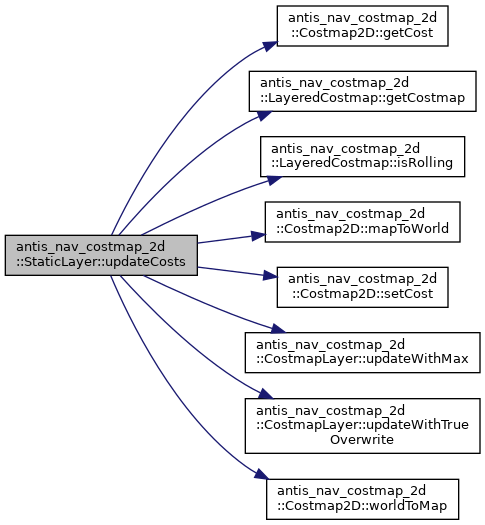 antis_nav_costmap_2d
::StaticLayer::updateCosts
antis_nav_costmap_2d
::Costmap2D::getCost
antis_nav_costmap_2d
::LayeredCostmap::getCostmap
antis_nav_costmap_2d
::LayeredCostmap::isRolling
antis_nav_costmap_2d
::Costmap2D::mapToWorld
antis_nav_costmap_2d
::Costmap2D::setCost
antis_nav_costmap_2d
::CostmapLayer::updateWithMax
antis_nav_costmap_2d
::CostmapLayer::updateWithTrue
Overwrite
antis_nav_costmap_2d
::Costmap2D::worldToMap